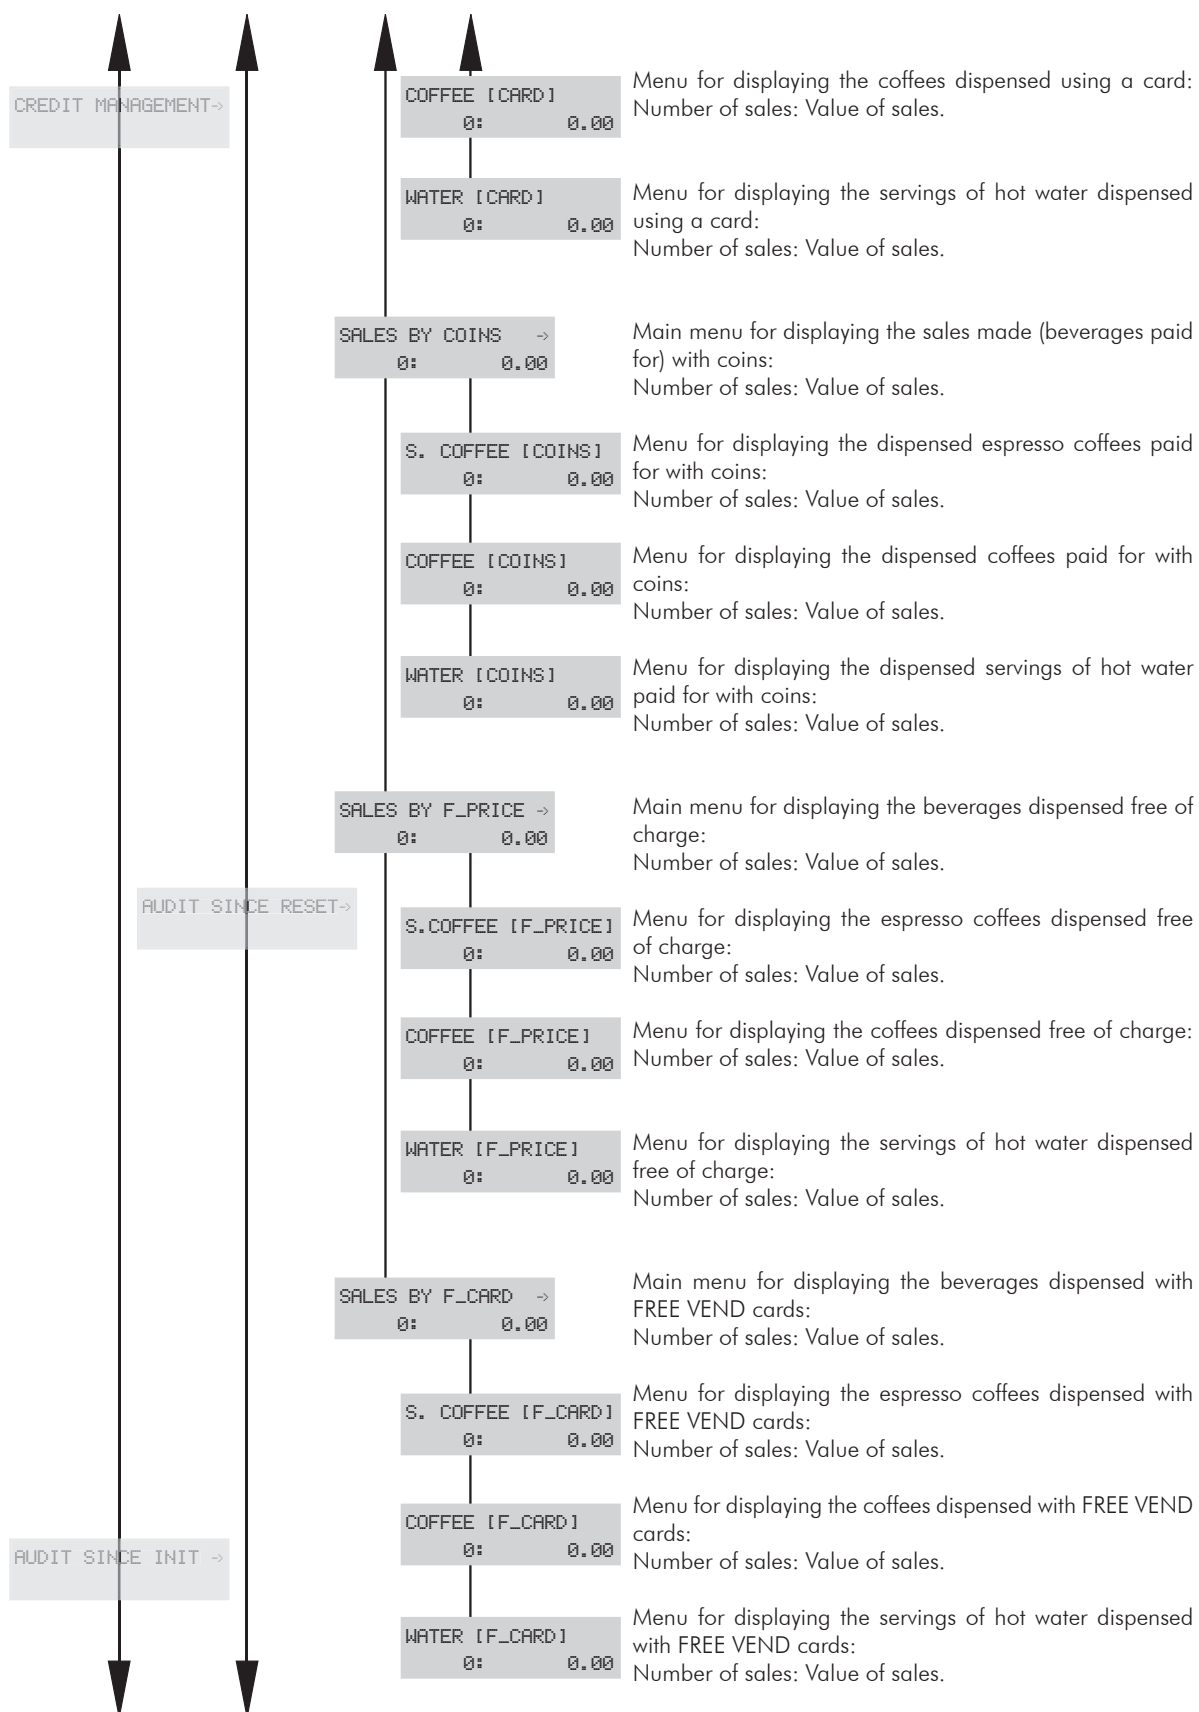 CREDIT MANAGEMENT->
COFFEE [CARD]
0: 0.00
Menu for displaying the coffees dispensed using a card:
Number of sales: Value of sales.
WATER [CARD]
0: 0.00
Menu for displaying the servings of hot water dispensed
using a card:
Number of sales: Value of sales.
SALES BY COINS ->
0: 0.00
Main menu for displaying the sales made (beverages paid
for) with coins:
Number of sales: Value of sales.
S. COFFEE [COINS]
0: 0.00
Menu for displaying the dispensed espresso coffees paid
for with coins:
Number of sales: Value of sales.
COFFEE [COINS]
0: 0.00
Menu for displaying the dispensed coffees paid for with
coins:
Number of sales: Value of sales.
WATER [COINS]
0: 0.00
Menu for displaying the dispensed servings of hot water
paid for with coins:
Number of sales: Value of sales.
SALES BY F_PRICE ->
0: 0.00
Main menu for displaying the beverages dispensed free of
charge:
Number of sales: Value of sales.
AUDIT SINCE RESET->
S.COFFEE [F_PRICE]
0: 0.00
Menu for displaying the espresso coffees dispensed free
of charge:
Number of sales: Value of sales.
COFFEE [F_PRICE]
0: 0.00
Menu for displaying the coffees dispensed free of charge:
Number of sales: Value of sales.
WATER [F_PRICE]
0: 0.00
Menu for displaying the servings of hot water dispensed
free of charge:
Number of sales: Value of sales.
SALES BY F_CARD ->
0: 0.00
Main menu for displaying the beverages dispensed with
FREE VEND cards:
Number of sales: Value of sales.
S. COFFEE [F_CARD]
0: 0.00
Menu for displaying the espresso coffees dispensed with
FREE VEND cards:
Number of sales: Value of sales.
COFFEE [F_CARD]
0: 0.00
Menu for displaying the coffees dispensed with FREE VEND
cards:
Number of sales: Value of sales.
AUDIT SINCE INIT ->
WATER [F_CARD]
0: 0.00
Menu for displaying the servings of hot water dispensed
with FREE VEND cards:
Number of sales: Value of sales.